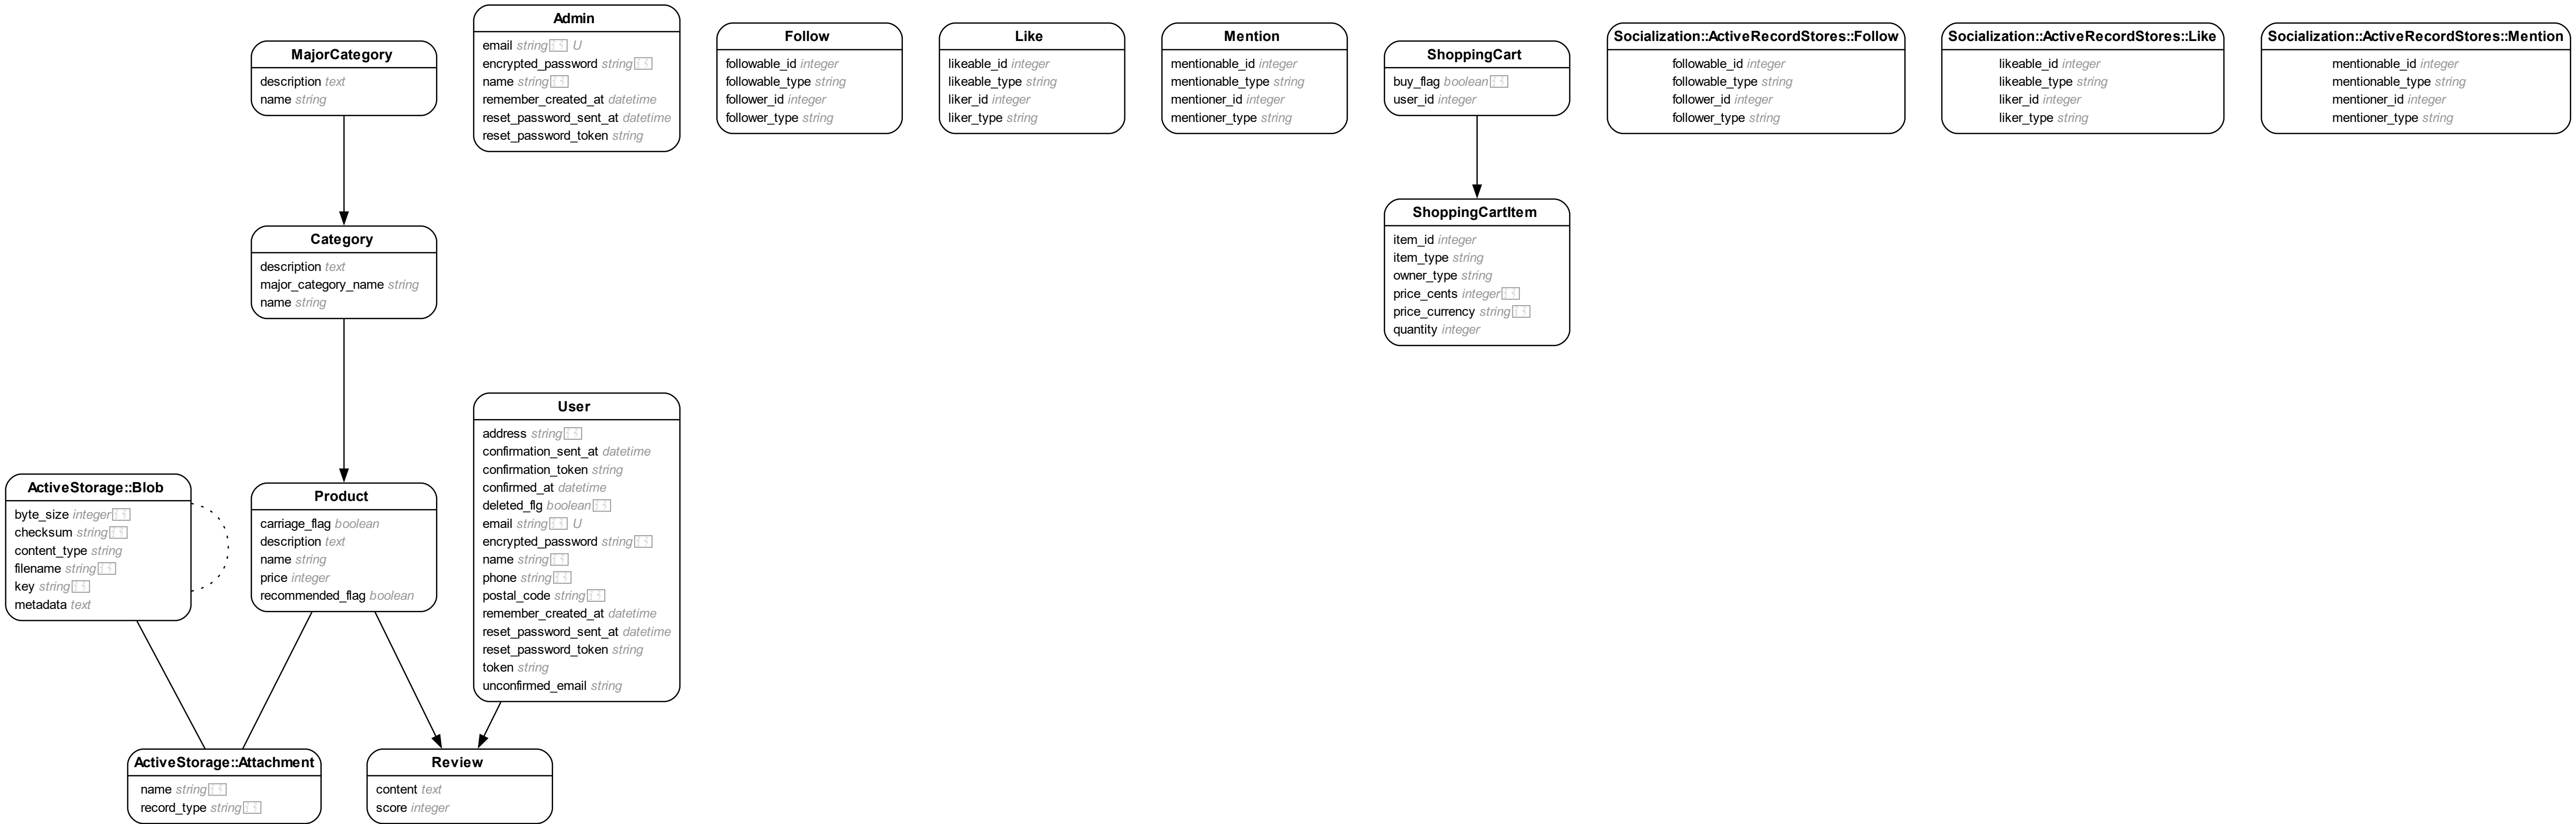 MajorCategory
description text
name string
Admin
email string U
encrypted_password string
name string
remember_created_at datetime
reset_password_sent_at datetime
reset_password_token string
Follow
followable_id integer
followable_type string
follower_id integer
follower_type string
Like
likeable_id integer
likeable_type string
liker_id integer
liker_type string
Mention
mentionable_id integer
mentionable_type string
mentioner_id integer
mentioner_type string
ShoppingCart
buy_flag boolean
user_id integer
Socialization::ActiveRecordStores::Follow
followable_id integer
followable_type string
follower_id integer
follower_type string
Socialization::ActiveRecordStores::Like
likeable_id integer
likeable_type string
liker_id integer
liker_type string
Socialization::ActiveRecordStores::Mention
mentionable_id integer
mentionable_type string
mentioner_id integer
mentioner_type string
Category
description text
major_category_name string
name string
ShoppingCartItem
item_id integer
item_type string
owner_type string
price_cents integer
price_currency string
quantity integer
ActiveStorage::Blob
byte_size integer
checksum string
content_type string
filename string
key string
metadata text
Product
carriage_flag boolean
description text
name string
price integer
recommended_flag boolean
User
address string
confirmation_sent_at datetime
confirmation_token string
confirmed_at datetime
deleted_flg boolean
email string U
encrypted_password string
name string
phone string
postal_code string
remember_created_at datetime
reset_password_sent_at datetime
reset_password_token string
token string
unconfirmed_email string
ActiveStorage::Attachment
name string
record_type string
Review
content text
score integer